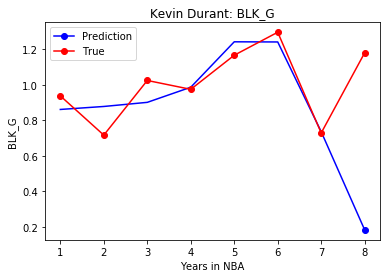 Kevin Durant: BLK_G
Prediction
True
1.2
1.0
0.8
0.6
0.4
0.2
BLK_G
1 2 3 4 5 6 7 8
Years in NBA